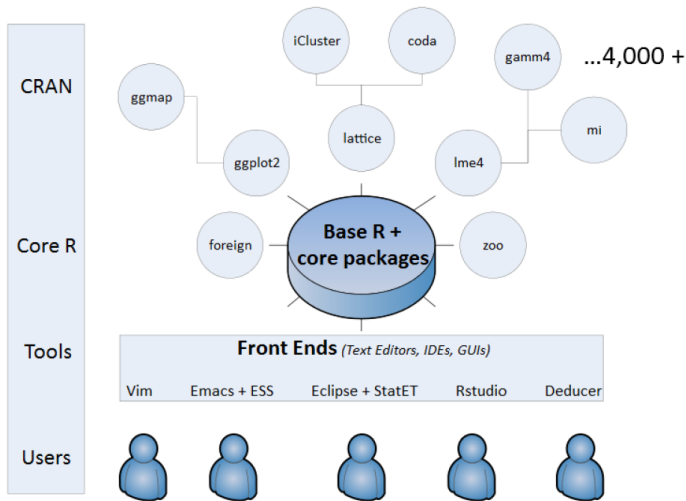 iCluster
coda
gamm4
...4,000 +
CRAN
ggmap
mi
lattice
ggplot2
lme4
Base R +
core packages
Core R
foreign
zoo
Front Ends (Text Editors, IDEs, GUIs)
Tools
Vim
Emacs + ESS
Eclipse + StatET
Rstudio
Deducer
Users